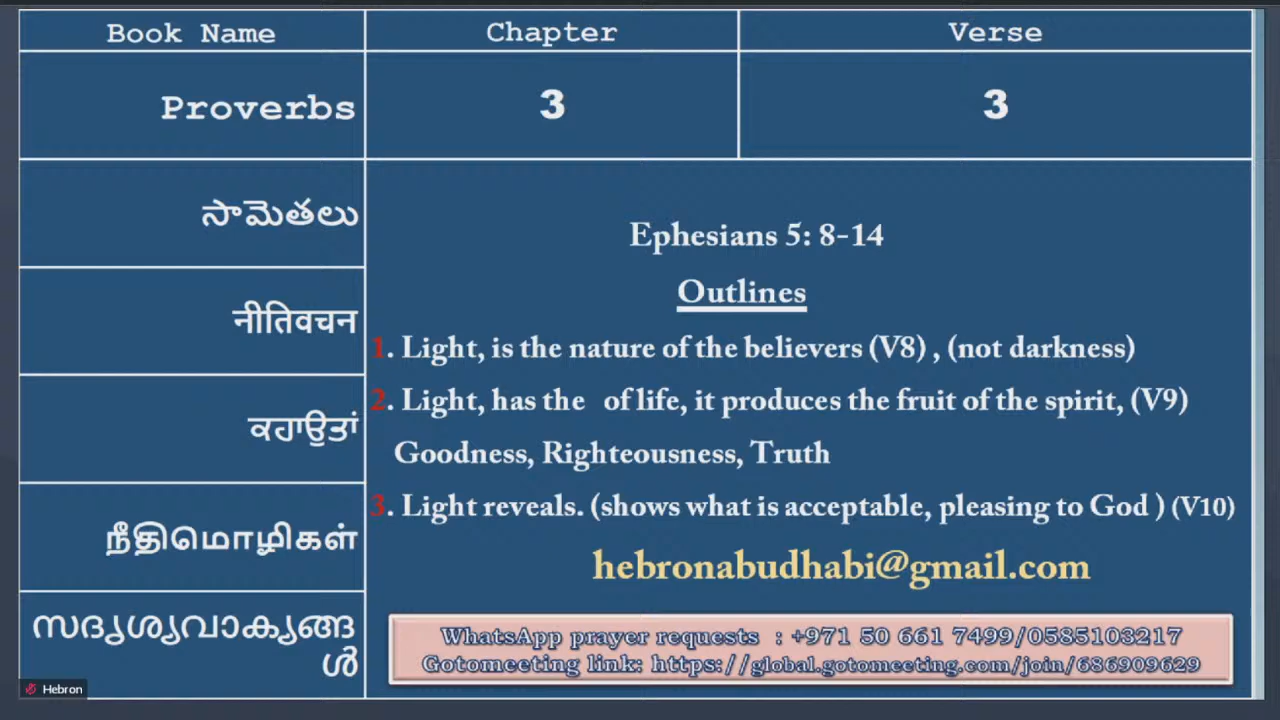 Book Name Chapter Verse
Proverbs 3 3
సామెతలు
नीतिवचन
ਕਹਾਉਤਾਂ
நீதிமொழிகள்
സദൃശ്യവാക്യങ്ങ
ൾ
Ephesians 5: 8-14
Outlines
1. Light, is the nature of the believers (V8) , (not darkness)
2. Light, has the of life, it produces the fruit of the spirit, (V9)
Goodness, Righteousness, Truth
3. Light reveals. (shows what is acceptable, pleasing to God ) (V10)
hebronabudhabi@gmail.com
WhatsApp prayer requests : +971 50 661 7499/0585103217
Gotomeeting link: https://global.gotomeeting.com/join/686909629
Hebron